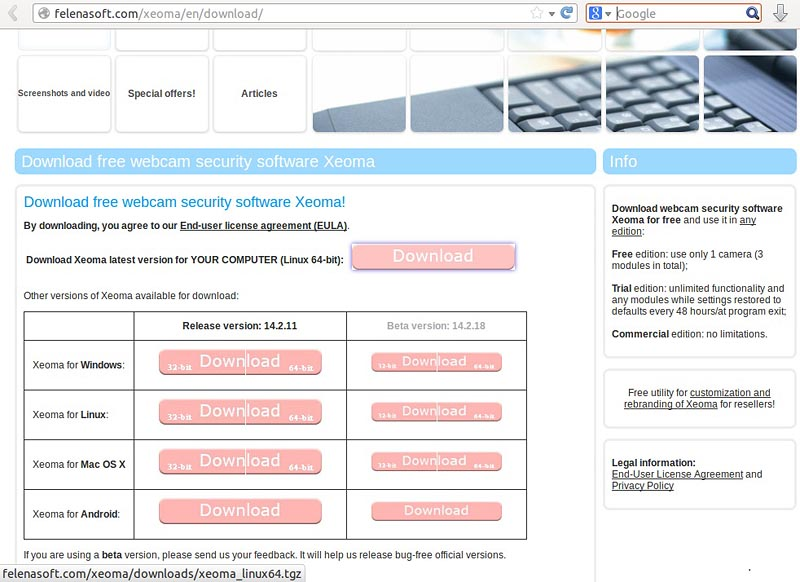 felenasoft.com/xeoma/en/download/
Google
Screenshots and video
Special offers!
Articles
Download free webcam security software Xeoma
Info
Download free webcam security software Xeoma!
By downloading, you agree to our End-user license agreement (EULA).
Download Xeoma latest version for YOUR COMPUTER (Linux 64-bit):
Download
Other versions of Xeoma available for download:
Release version: 14.2.11
Beta version: 14.2.18
Xeoma for Windows:
32-bit Download 64-bit
32-bit Download 64-bit
Xeoma for Linux:
32-bit Download 64-bit
32-bit Download 64-bit
Xeoma for Mac OS X
32-bit Download 64-bit
32-bit Download 64-bit
Xeoma for Android:
Download
Download
If you are using a beta version, please send us your feedback. It will help us release bug-free official versions.
Download webcam security software
Xeoma for free and use it in any
edition:
Free edition: use only 1 camera (3
modules in total);
Trial edition: unlimited functionality and
any modules while settings restored to
defaults every 48 hours/at program exit;
Commercial edition: no limitations.
Free utility for customization and
rebranding of Xeoma for resellers!
Legal information:
End-User License Agreement and
Privacy Policy
felenasoft.com/xeoma/downloads/xeoma_linux64.tgz